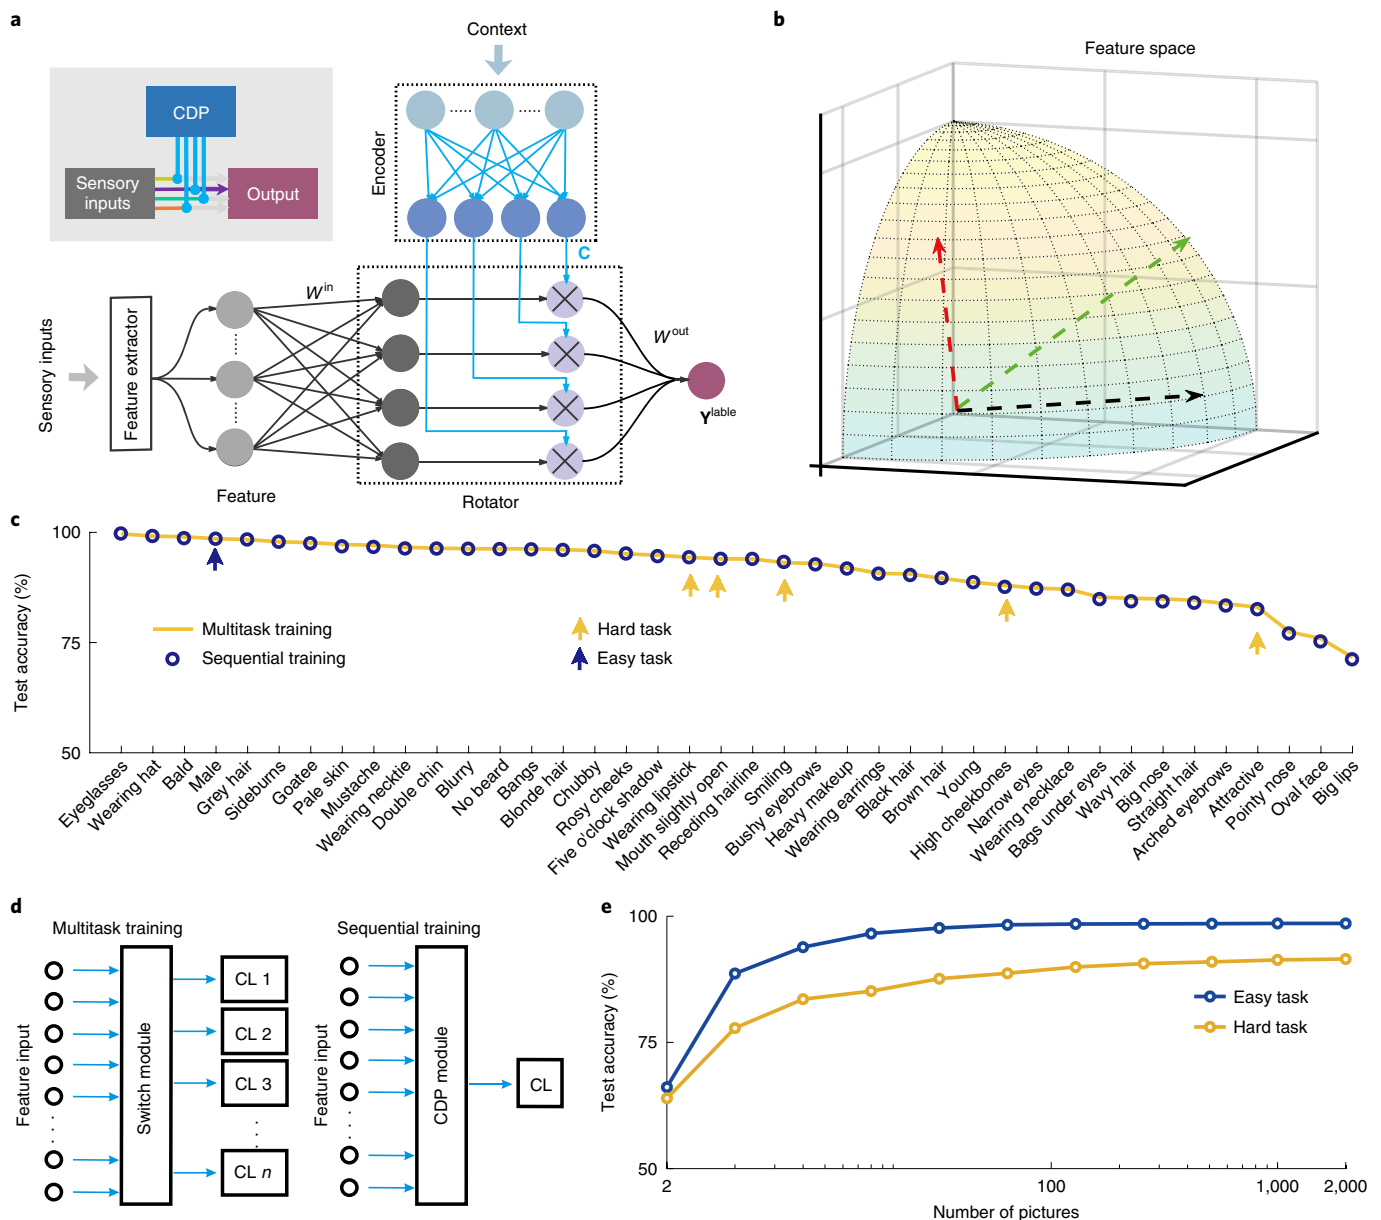 a
Context
CDP
Sensory
inputs
Output
Encoder
C
Sensory inputs
Feature extractor
W^in
W^out
Y^lable
Feature
Rotator
b
Feature space
c
Test accuracy (%)
100
75
50
Multitask training
Sequential training
Hard task
Easy task
Eyeglasses
Wearing hat
Bald
Male
Grey hair
Sideburns
Goatee
Pale skin
Mustache
Wearing necktie
Double chin
Blurry
No beard
Bangs
Blonde hair
Chubby
Rosy cheeks
Five o'clock shadow
Wearing lipstick
Mouth slightly open
Receding hairline
Smiling
Bushy eyebrows
Heavy makeup
Wearing earrings
Black hair
Brown hair
Young
High cheekbones
Narrow eyes
Wearing necklace
Bags under eyes
Wavy hair
Big nose
Straight hair
Arched eyebrows
Attractive
Pointy nose
Oval face
Big lips
d
Multitask training
Feature input
Switch module
CL 1
CL 2
CL 3
CL n
Sequential training
Feature input
CDP module
CL
e
Test accuracy (%)
100
75
50
Easy task
Hard task
2
100
1,000
2,000
Number of pictures